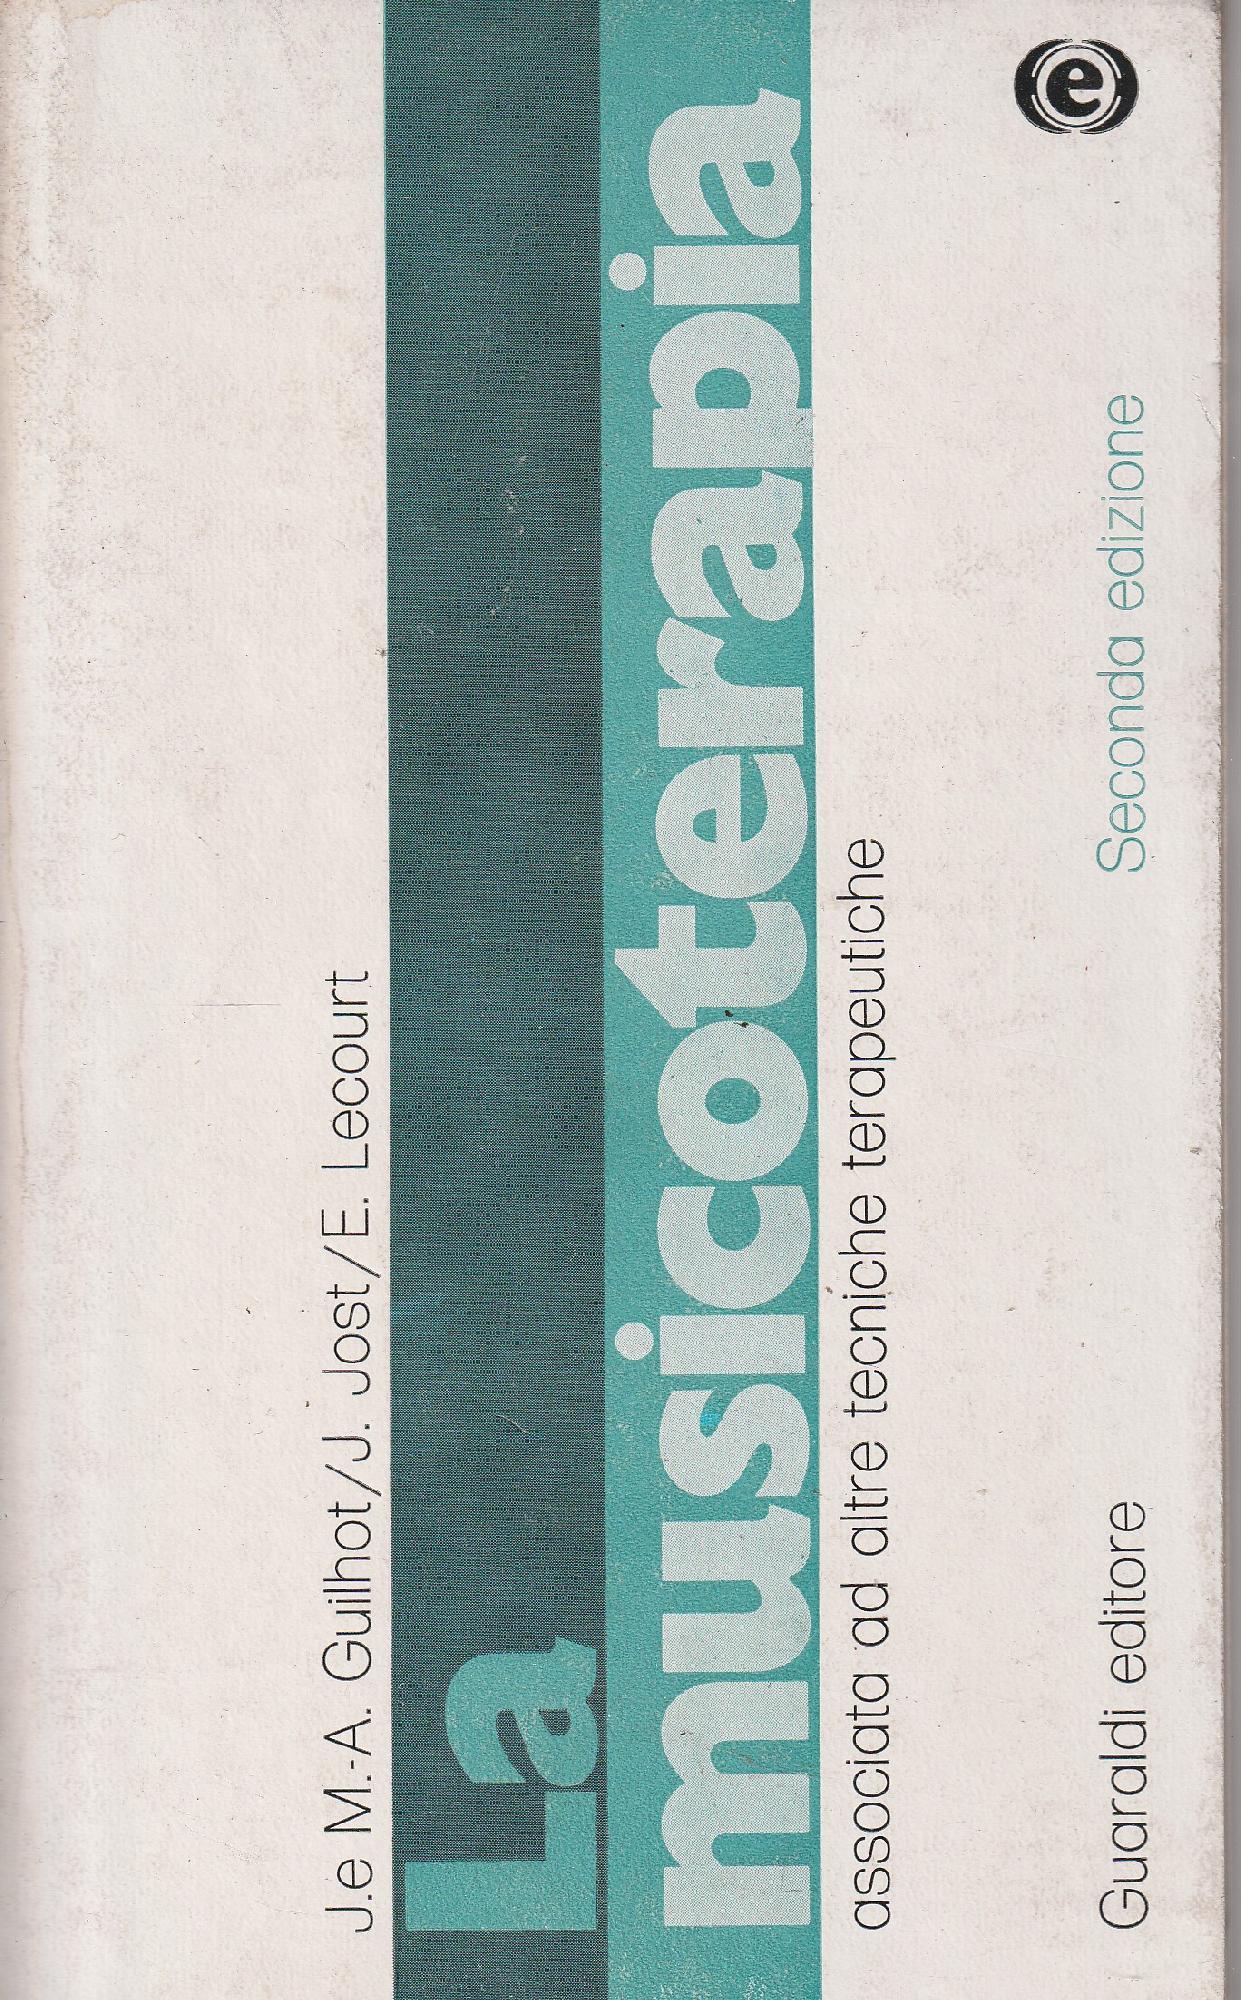 J.e M.-A. Guilhot/J. Jost/E. Lecourt
La
musicoterapia
associata ad altre tecniche terapeutiche
Guaraldi editore
Seconda edizione
e